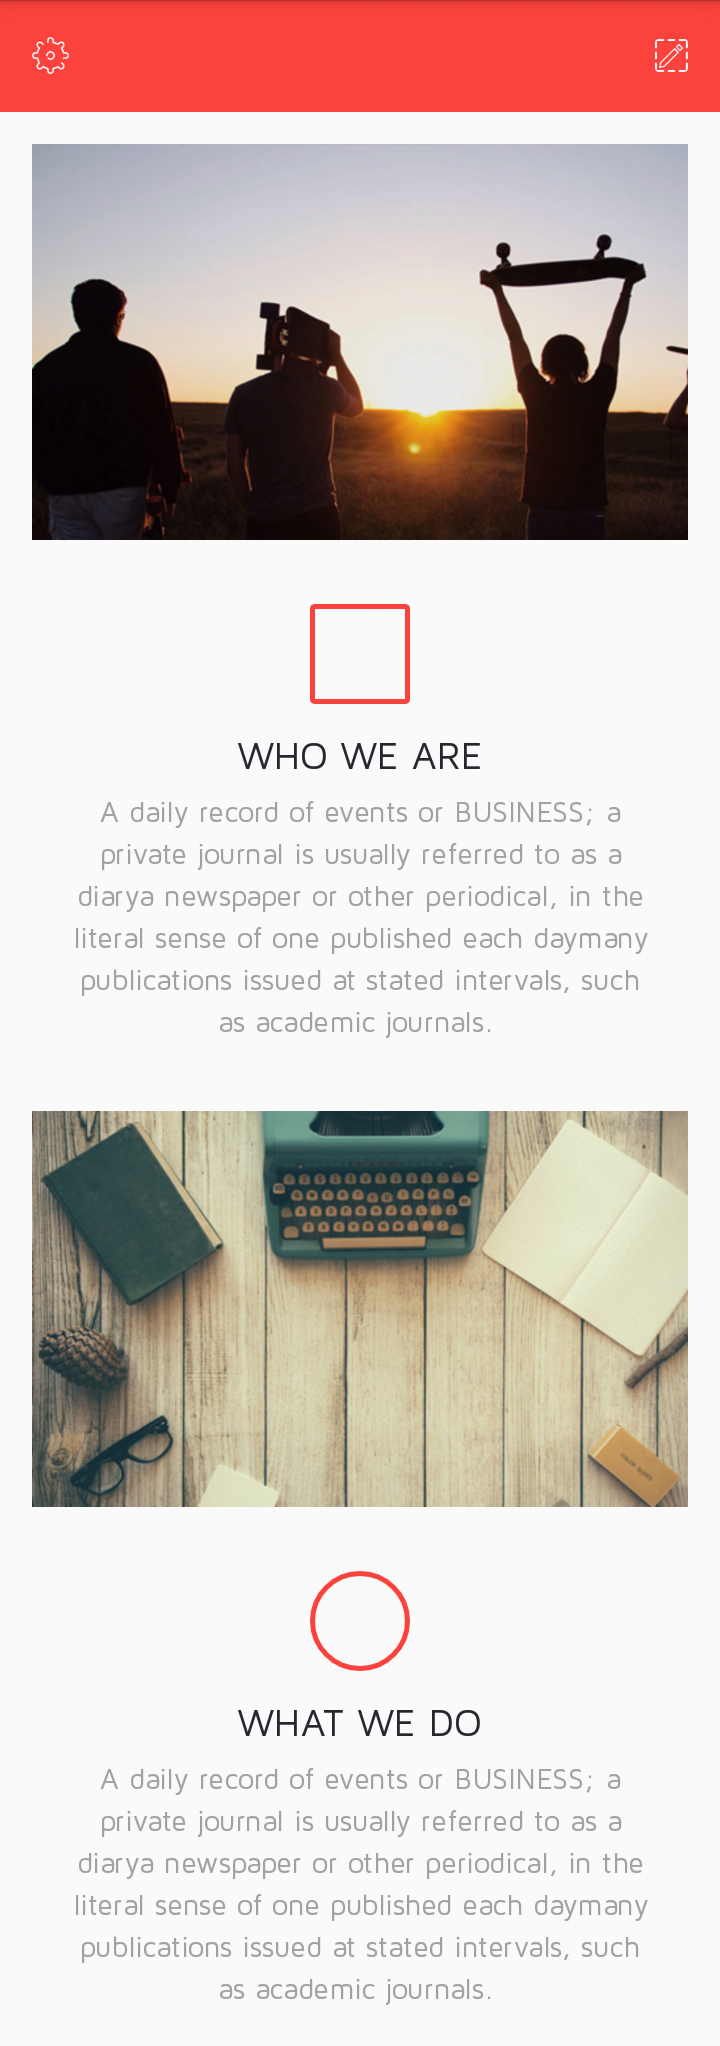 WHO WE ARE
A daily record of events or BUSINESS; a
private journal is usually referred to as a
diarya newspaper or other periodical, in the
literal sense of one published each daymany
publications issued at stated intervals, such
as academic journals.
WHAT WE DO
A daily record of events or BUSINESS; a
private journal is usually referred to as a
diarya newspaper or other periodical, in the
literal sense of one published each daymany
publications issued at stated intervals, such
as academic journals.